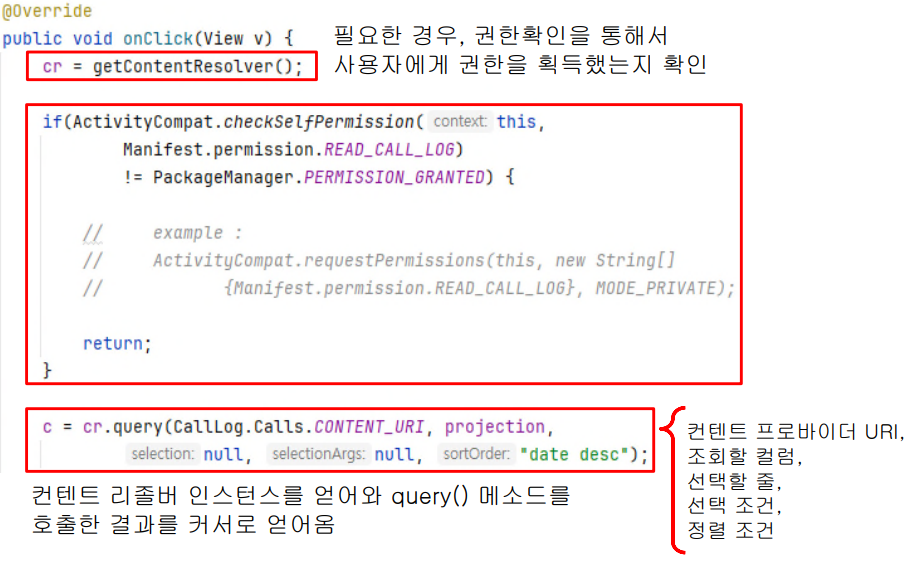 @Override
public void onClick(View v) {
필요한 경우, 권한확인을 통해서
사용자에게 권한을 획득했는지 확인
cr = getContentResolver();
if(ActivityCompat.checkSelfPermission( context: this,
Manifest.permission.READ_CALL_LOG)
!= PackageManager.PERMISSION_GRANTED) {
// example :
// ActivityCompat.requestPermissions(this, new String[]
// {Manifest.permission.READ_CALL_LOG}, MODE_PRIVATE);
return;
}
c = cr.query(CallLog.Calls.CONTENT_URI, projection,
selection: null, selectionArgs: null, sortOrder: "date desc");
컨텐트 프로바이더 URI,
조회할 컬럼,
선택할 줄,
선택 조건,
정렬 조건
컨텐트 리졸버 인스턴스를 얻어와 query() 메소드를
호출한 결과를 커서로 얻어옴